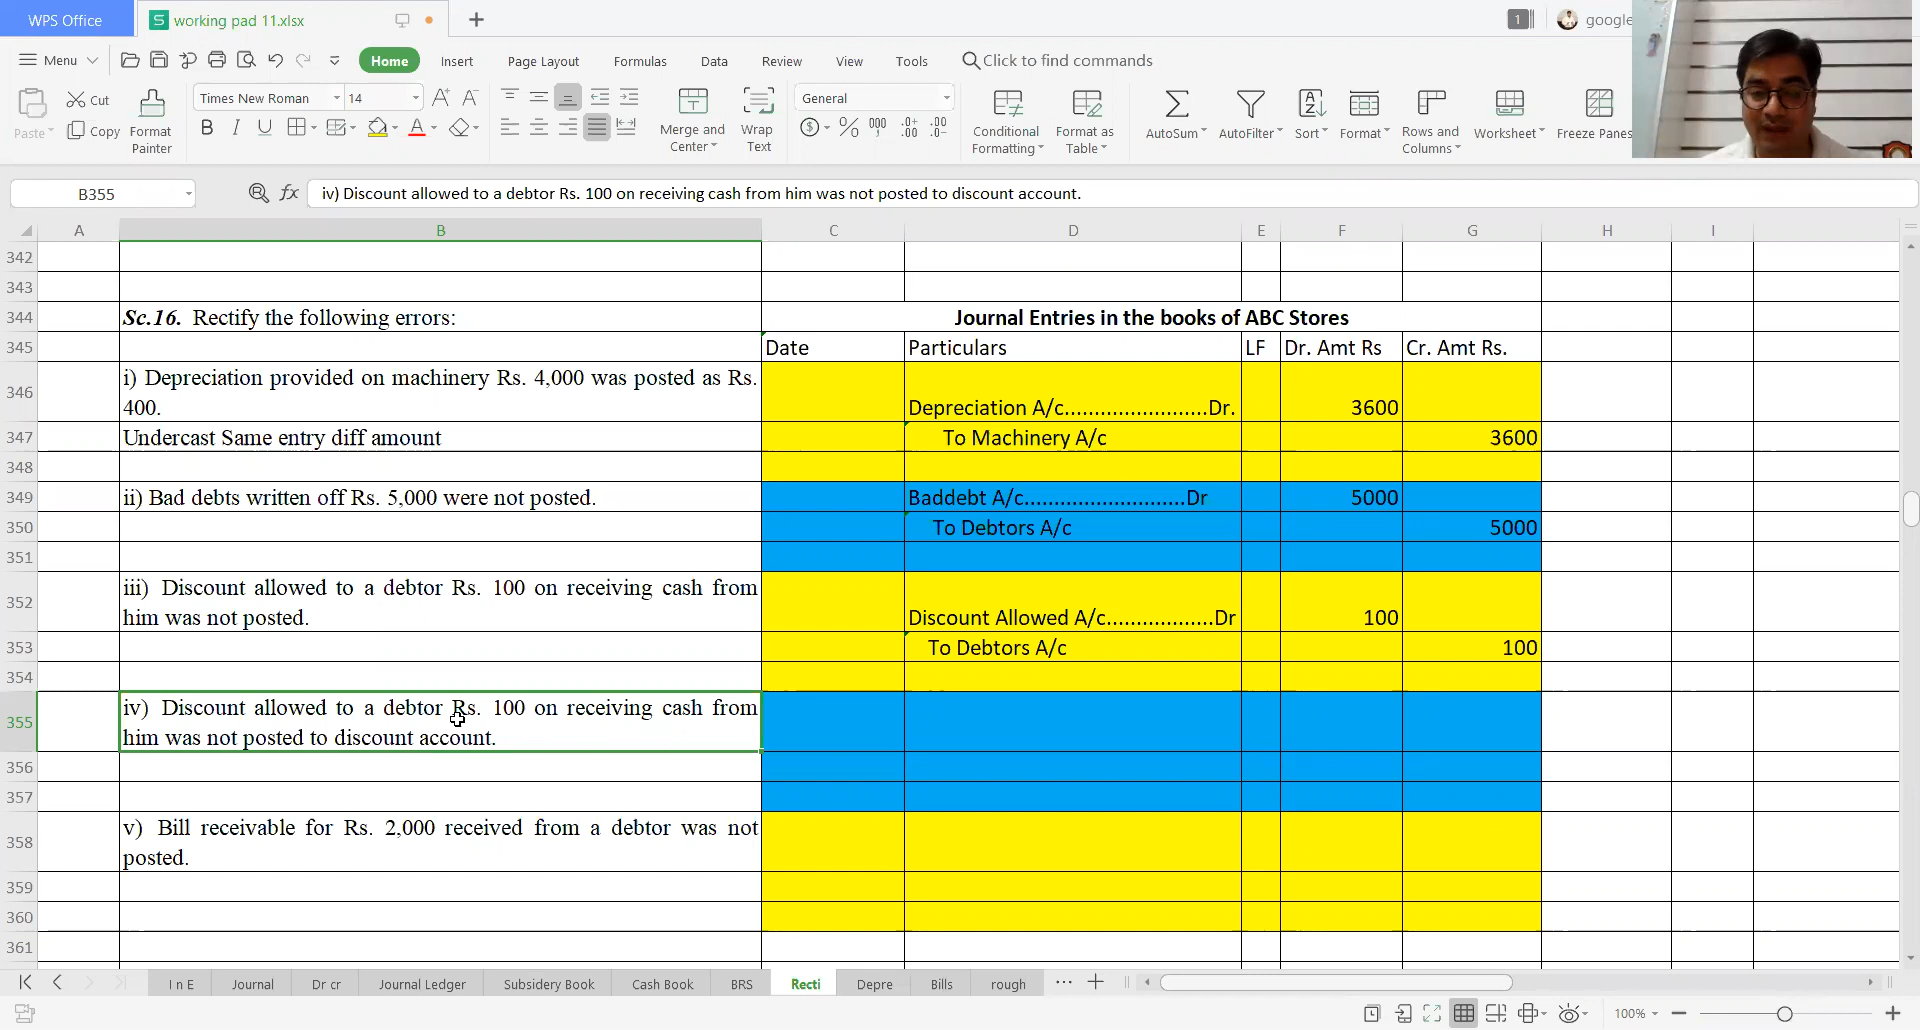 WPS Office
working pad 11.xlsx
1
google
Menu
Home
Insert
Page Layout
Formulas
Data
Review
View
Tools
Click to find commands
Paste
Cut
Copy
Format Painter
Times New Roman
14
Merge and Center
Wrap Text
General
Conditional Formatting
Format as Table
AutoSum
AutoFilter
Sort
Format
Rows and Columns
Worksheet
Freeze Panes
B355
fx
iv) Discount allowed to a debtor Rs. 100 on receiving cash from him was not posted to discount account.
A B C D E F G H I
342
343
344 Sc.16. Rectify the following errors: Journal Entries in the books of ABC Stores
345 Date Particulars LF Dr. Amt Rs Cr. Amt Rs.
346 i) Depreciation provided on machinery Rs. 4,000 was posted as Rs.
400. Depreciation A/c........................Dr. 3600
347 Undercast Same entry diff amount To Machinery A/c 3600
348
349 ii) Bad debts written off Rs. 5,000 were not posted. Baddebt A/c...........................Dr 5000
350 To Debtors A/c 5000
351
352 iii) Discount allowed to a debtor Rs. 100 on receiving cash from
him was not posted. Discount Allowed A/c..................Dr 100
353 To Debtors A/c 100
354
355 iv) Discount allowed to a debtor Rs. 100 on receiving cash from
him was not posted to discount account.
356
357
358 v) Bill receivable for Rs. 2,000 received from a debtor was not
posted.
359
360
361
I n E
Journal
Dr cr
Journal Ledger
Subsidery Book
Cash Book
BRS
Recti
Depre
Bills
rough
100%